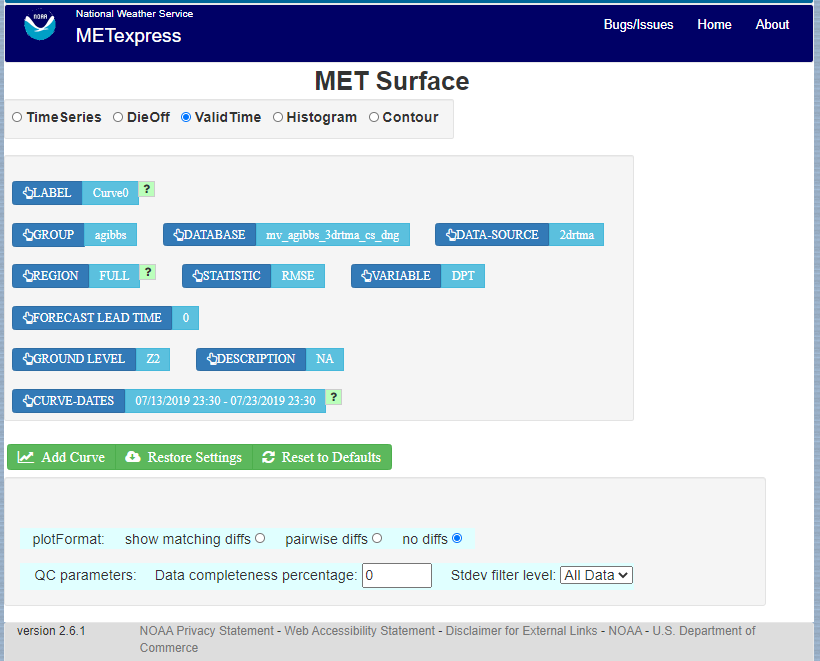 NOAA
National Weather Service
METexpress
Bugs/Issues Home About
MET Surface
TimeSeries DieOff ValidTime Histogram Contour
LABEL Curve0 ?
GROUP agibbs DATABASE mv_agibbs_3drtma_cs_dng DATA-SOURCE 2drtma
REGION FULL ? STATISTIC RMSE VARIABLE DPT
FORECAST LEAD TIME 0
GROUND LEVEL Z2 DESCRIPTION NA
CURVE-DATES 07/13/2019 23:30 - 07/23/2019 23:30 ?
Add Curve Restore Settings Reset to Defaults
plotFormat: show matching diffs pairwise diffs no diffs
QC parameters: Data completeness percentage: 0 Stdev filter level: All Data
version 2.6.1 NOAA Privacy Statement - Web Accessibility Statement - Disclaimer for External Links - NOAA - U.S. Department of
Commerce